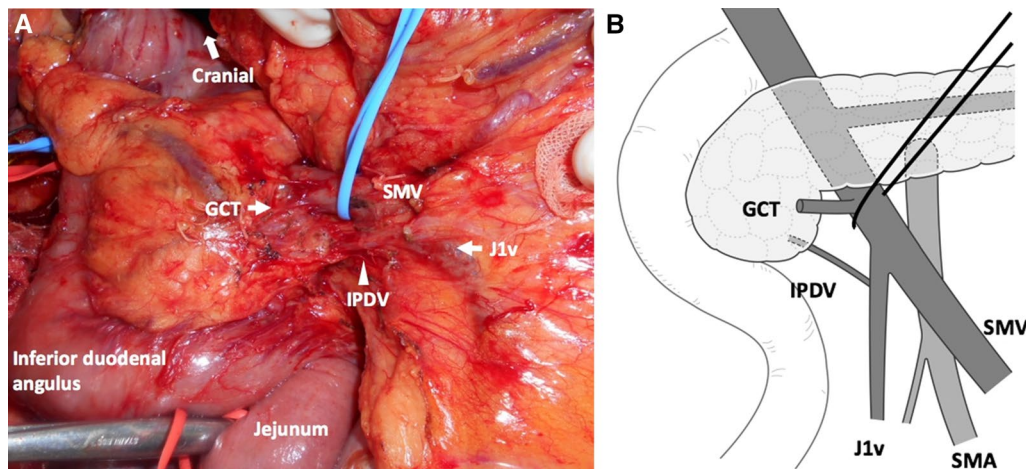 A
Cranial
SMV
GCT
J1v
IPDV
Inferior duodenal
angulus
Jejunum
B
GCT
IPDV
SMV
J1v
SMA